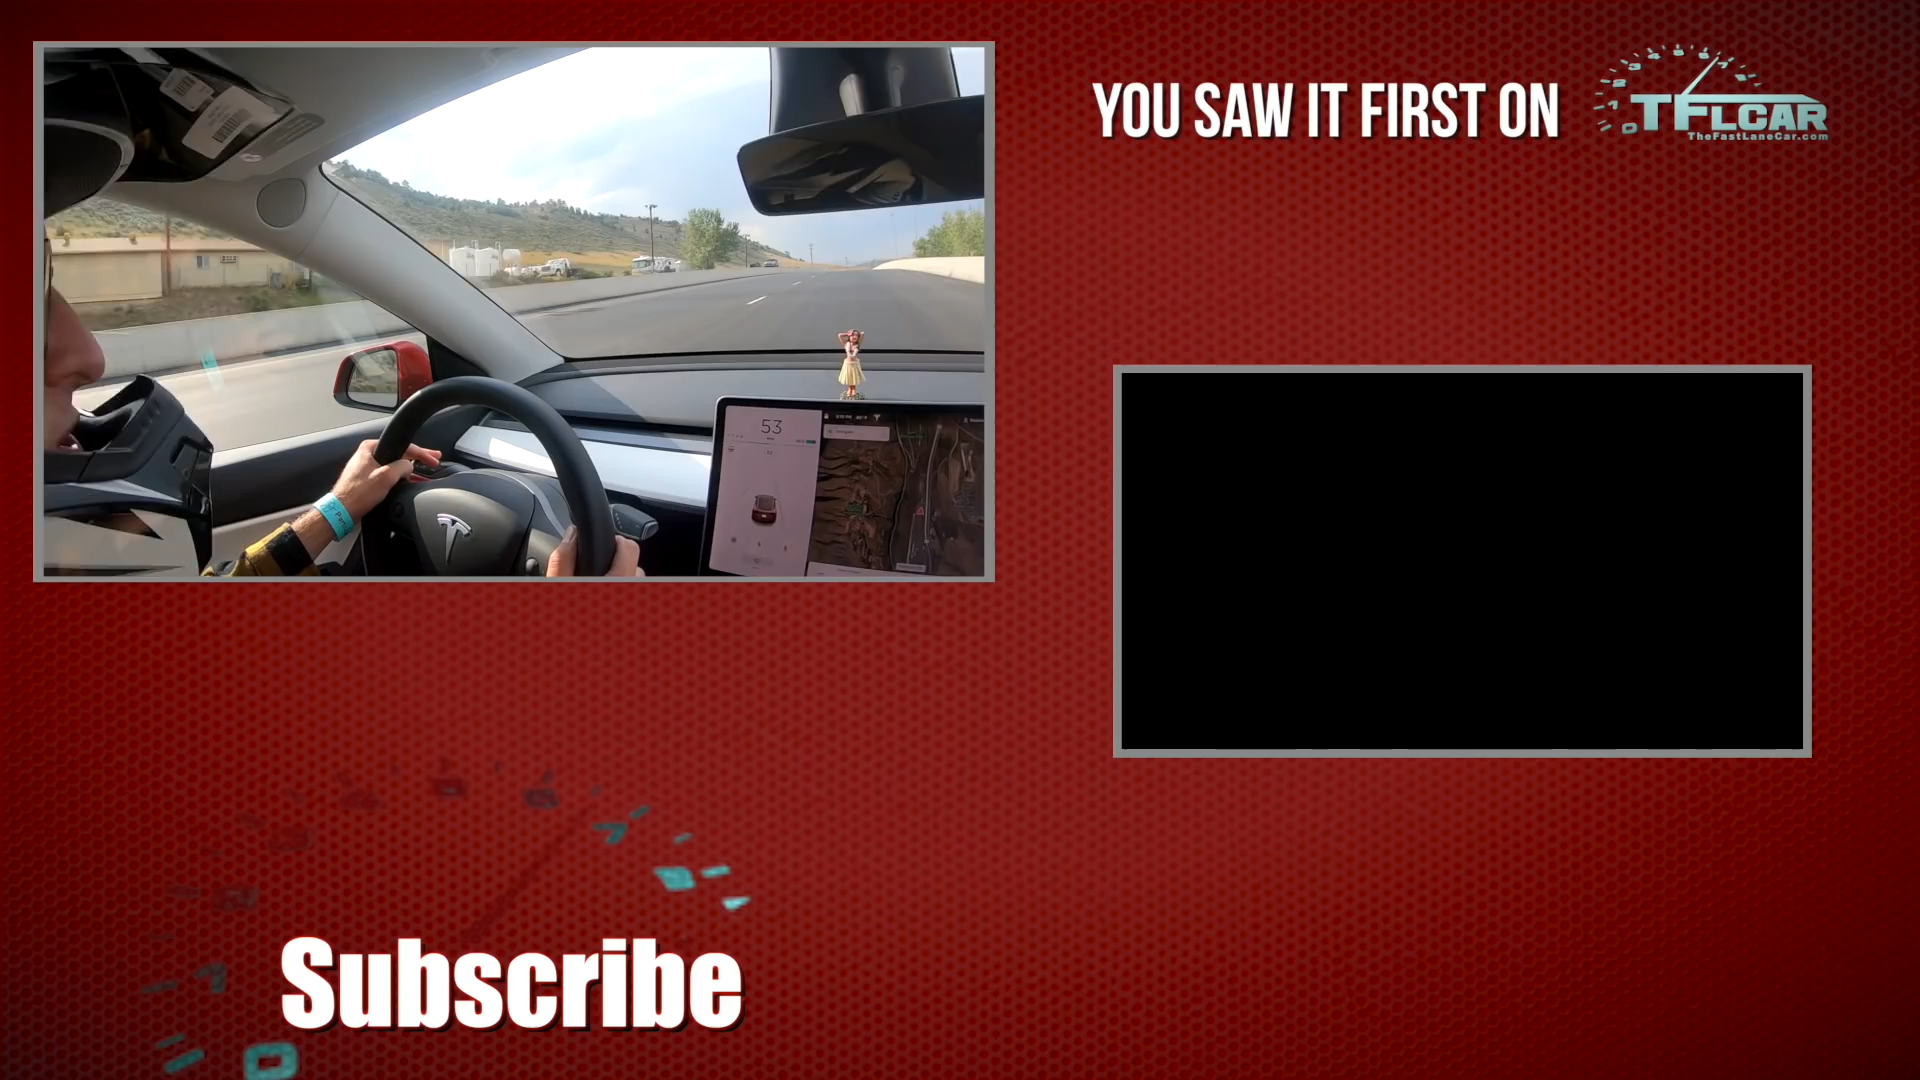 YOU SAW IT FIRST ON
TFLCAR
TheFastLaneCar.com
53
Subscribe